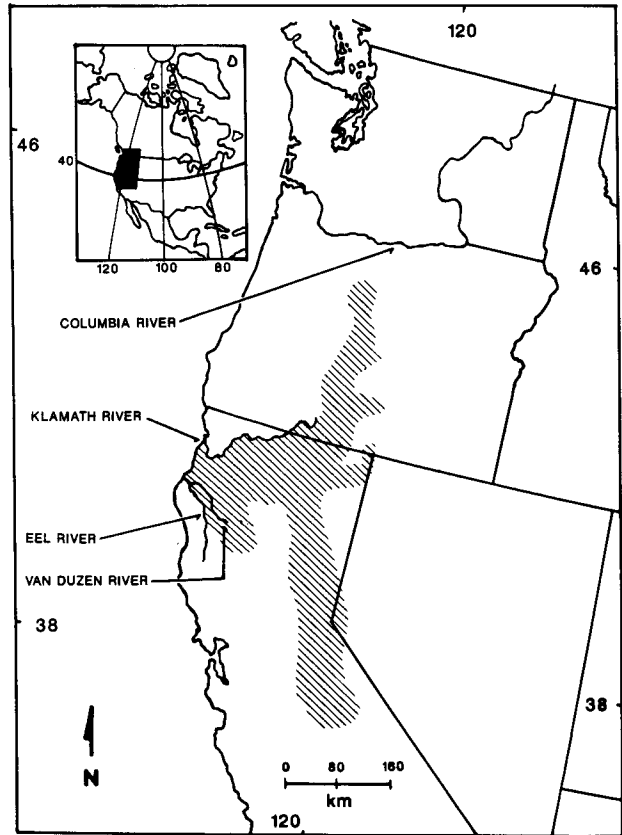 120
46
40
120 100 80
46
COLUMBIA RIVER
KLAMATH RIVER
EEL RIVER
VAN DUZEN RIVER
38
38
N
0 80 160
km
120